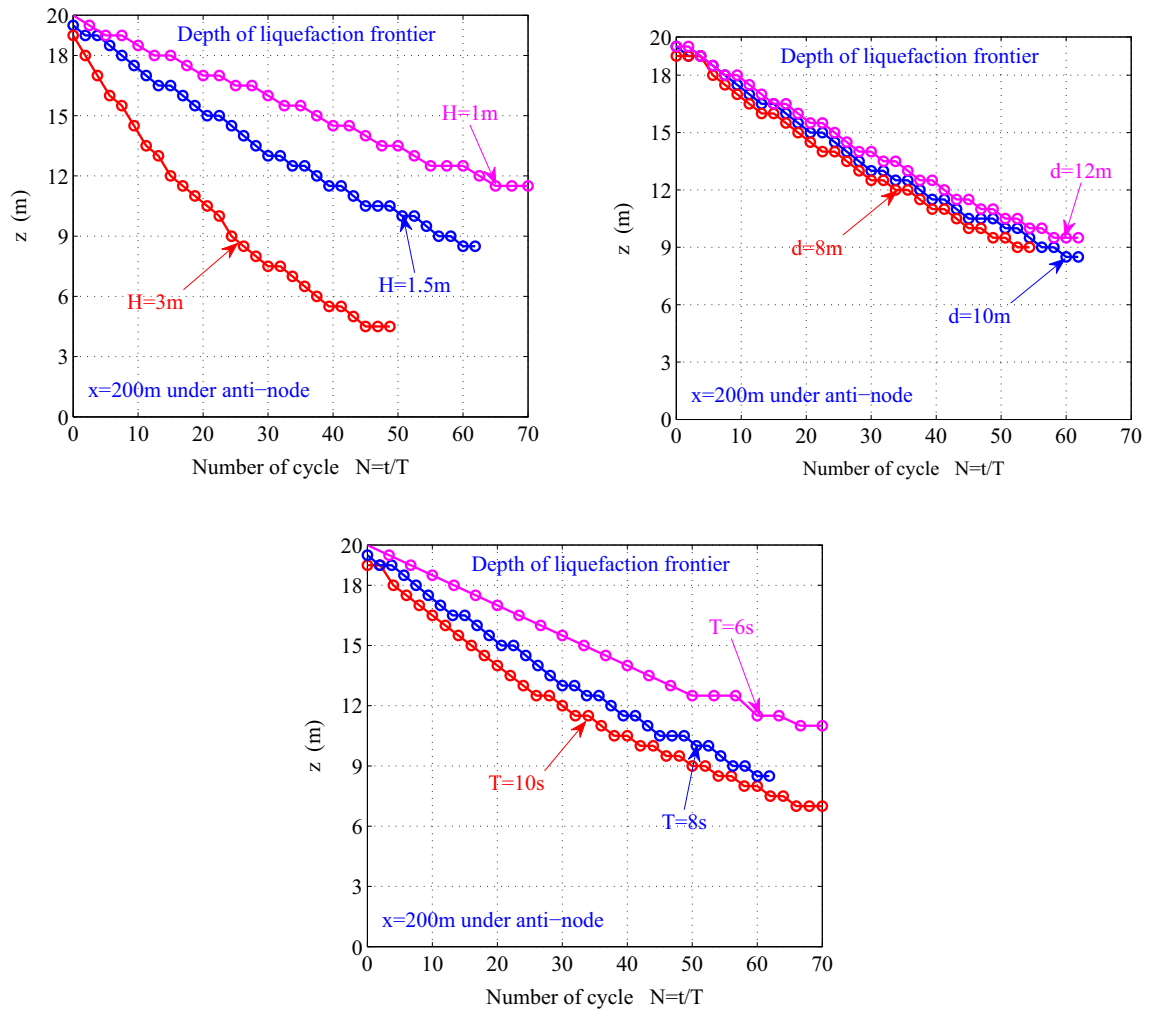 Depth of liquefaction frontier
20
18
15
12
9
6
3
0
z (m)
H=1m
H=1.5m
H=3m
x=200m under anti−node
0 10 20 30 40 50 60 70
Number of cycle N=t/T
Depth of liquefaction frontier
20
18
15
12
9
6
3
0
z (m)
d=12m
d=8m
d=10m
x=200m under anti−node
0 10 20 30 40 50 60 70
Number of cycle N=t/T
Depth of liquefaction frontier
20
18
15
12
9
6
3
0
z (m)
T=6s
T=10s
T=8s
x=200m under anti−node
0 10 20 30 40 50 60 70
Number of cycle N=t/T